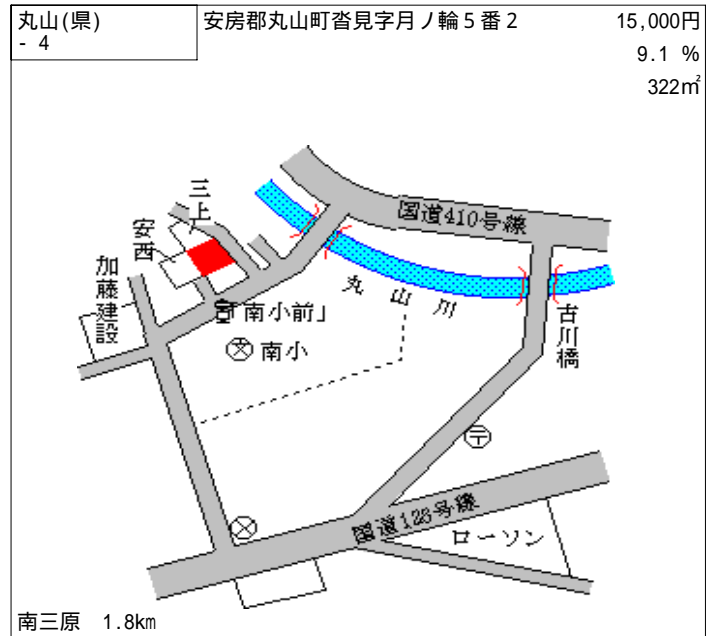 丸山(県)
- 4
安房郡丸山町沓見字月ノ輪5番2
15,000円
9.1 %
322㎡
国道410号線
三上
安西
加藤建設
丸山川
古川橋
「南小前」
南小
国道128号線
ローソン
南三原 1.8km